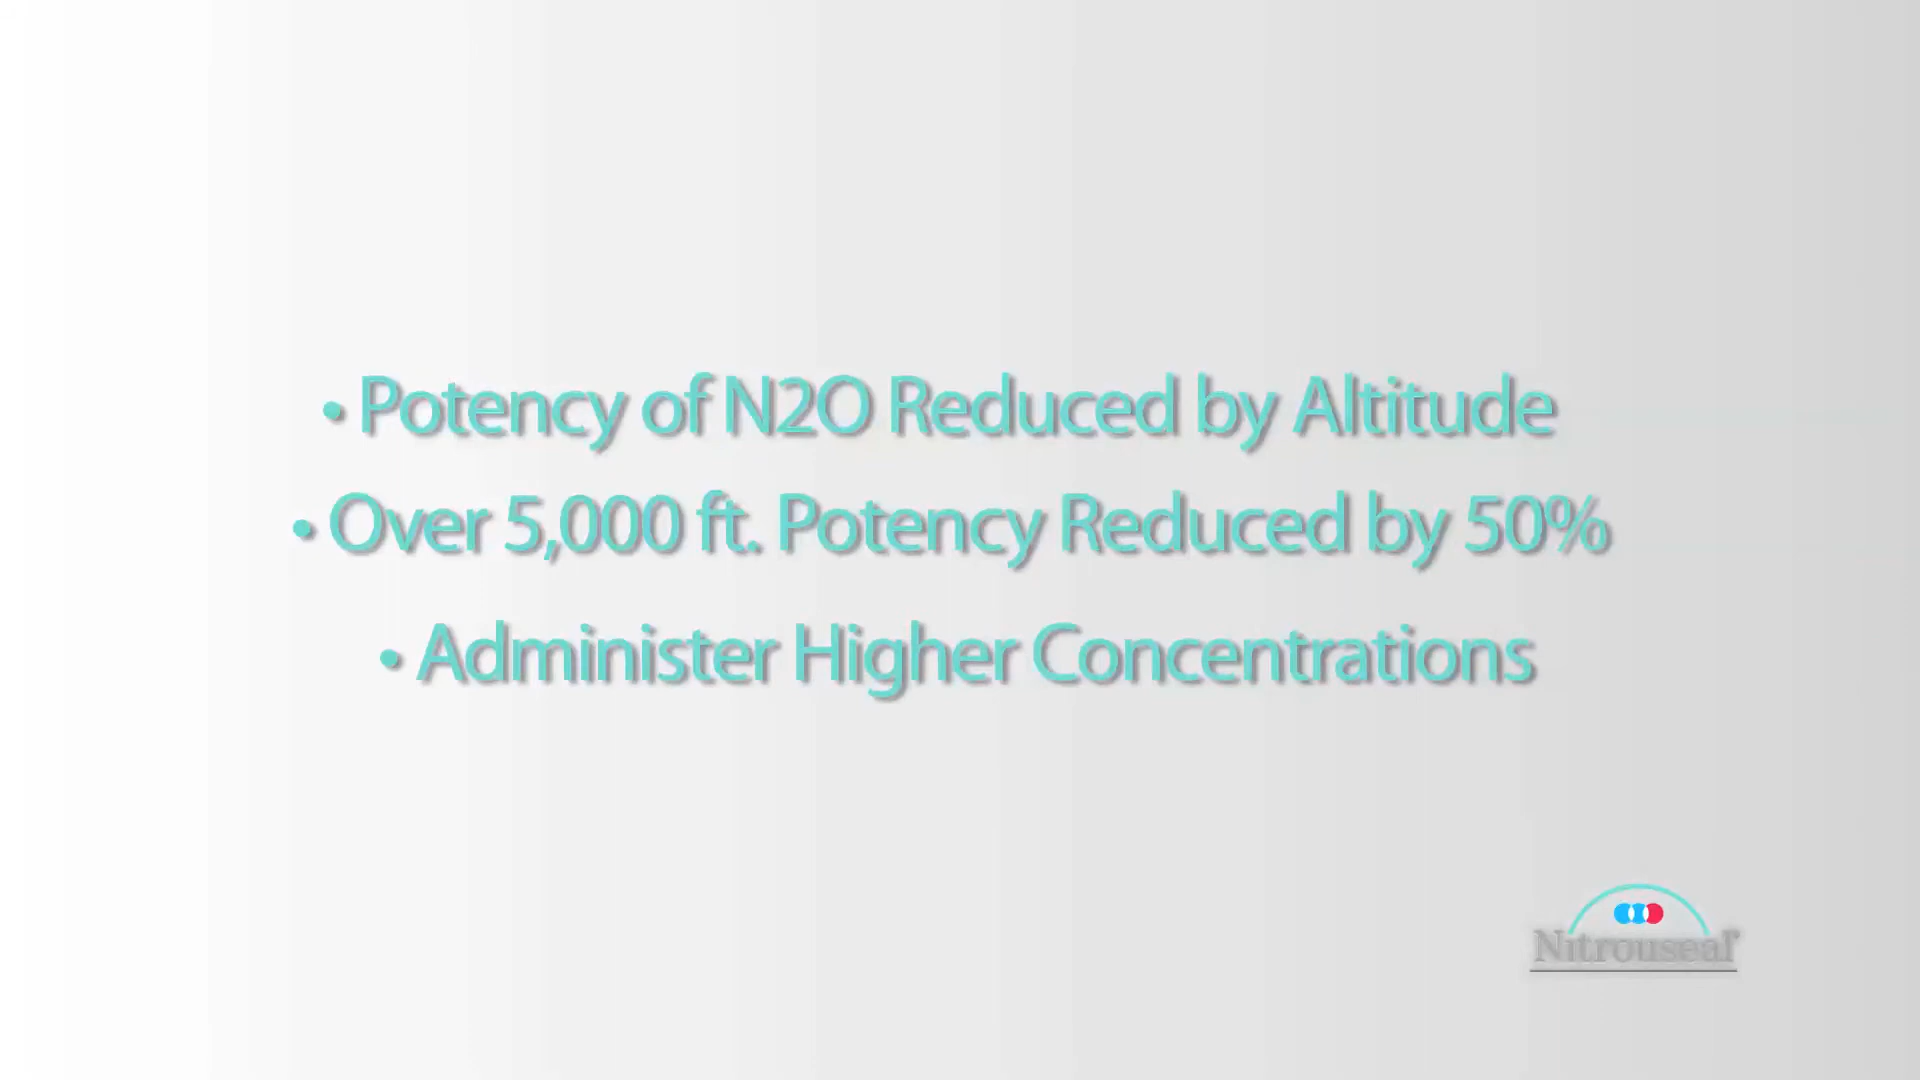 • Potency of N2O Reduced by Altitude
• Over 5,000 ft. Potency Reduced by 50%
• Administer Higher Concentrations
Nitrouseal®